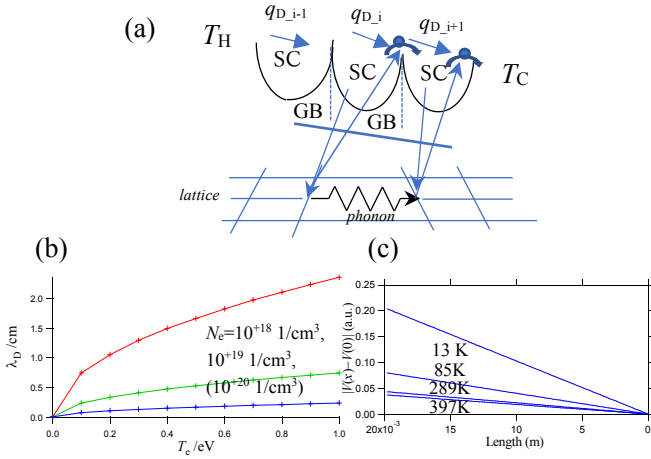 (a)
q_D_i-1
q_D_i
q_D_i+1
T_H
SC
SC
SC
T_C
GB
GB
lattice
phonon
(b)
λ_D /cm
2.0
1.5
1.0
0.5
0.0
N_e=10^+18 1/cm^3,
10^+19 1/cm^3,
(10^+20 1/cm^3)
0.0 0.2 0.4 0.6 0.8 1.0
T_e /eV
(c)
15 10 5 0
|V(x)-V(0)| (a.u.)
0.25
0.20
0.15
0.10
0.05
0.00
13 K
85K
289K
397K
20x10^-3 15 10 5 0
Length (m)